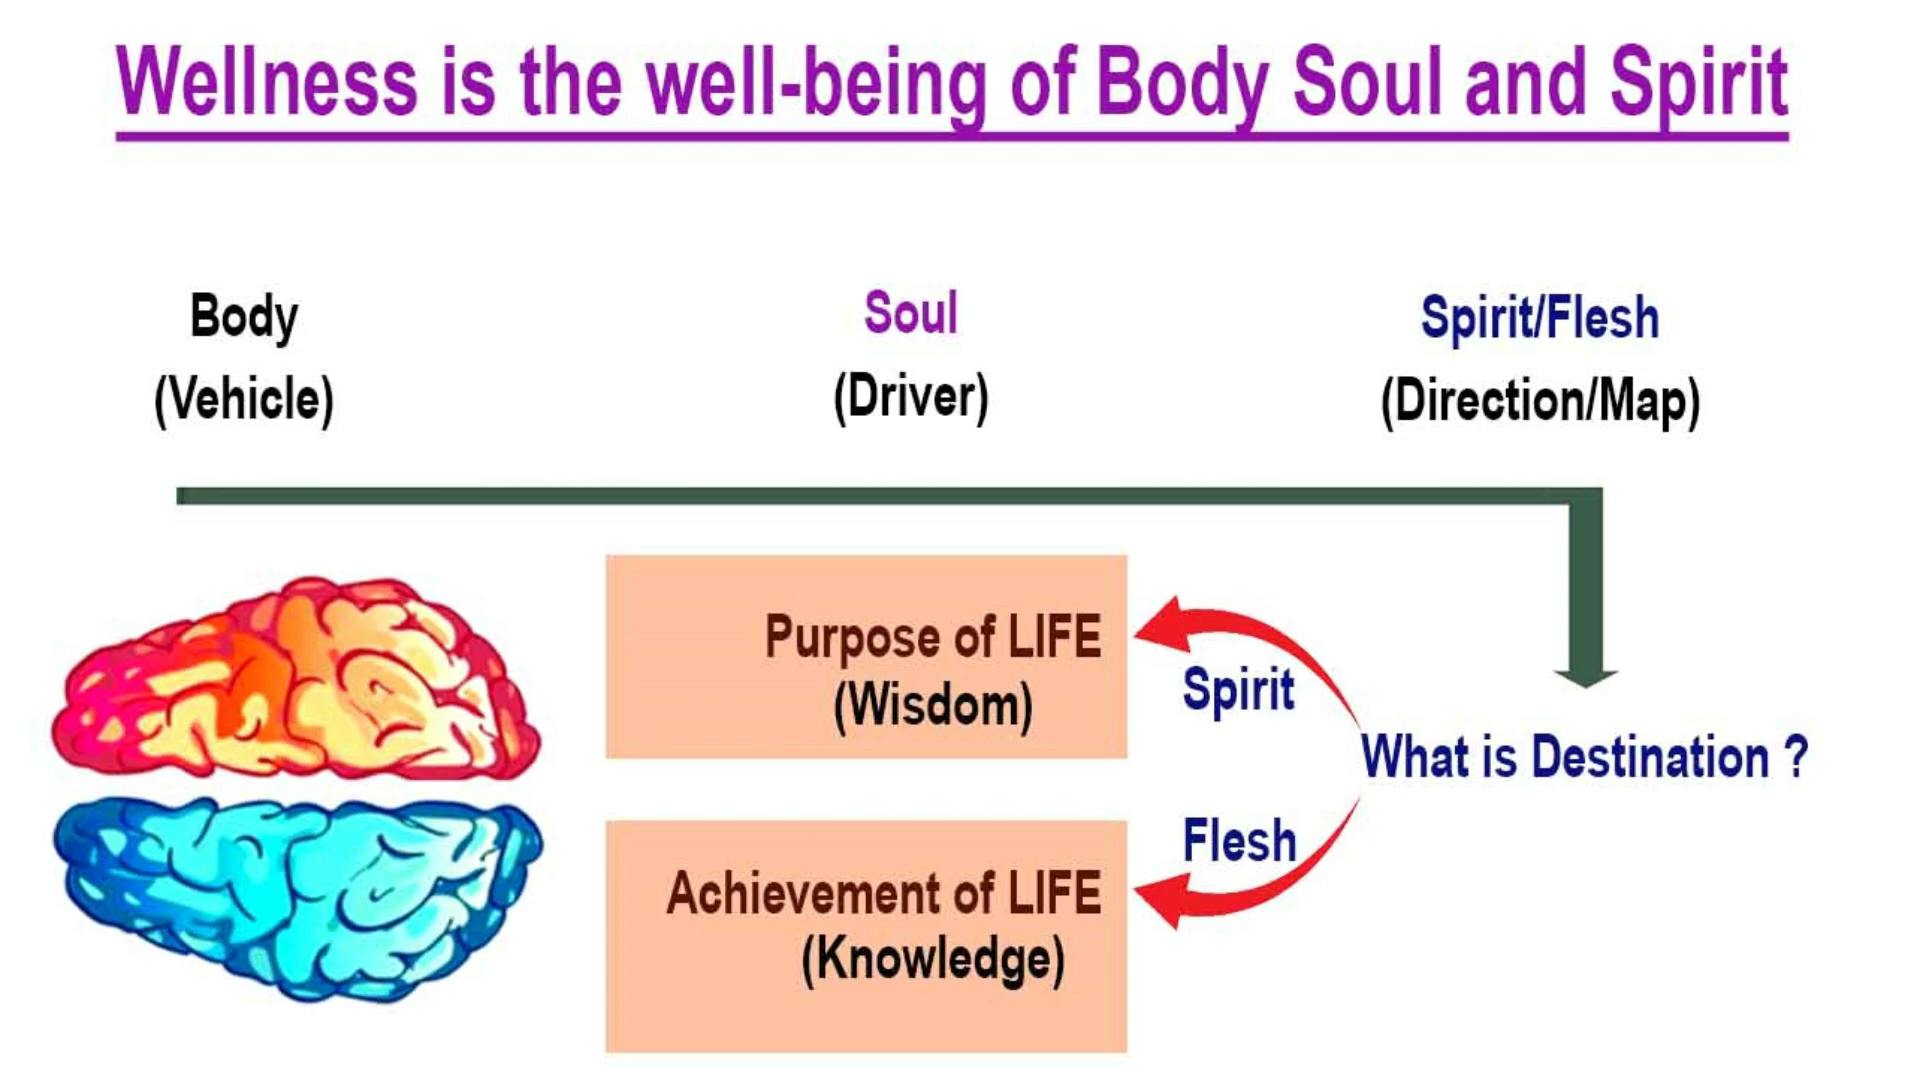 Wellness is the well-being of Body Soul and Spirit
Body
(Vehicle)
Soul
(Driver)
Spirit/Flesh
(Direction/Map)
Purpose of LIFE
(Wisdom)
Spirit
What is Destination ?
Flesh
Achievement of LIFE
(Knowledge)